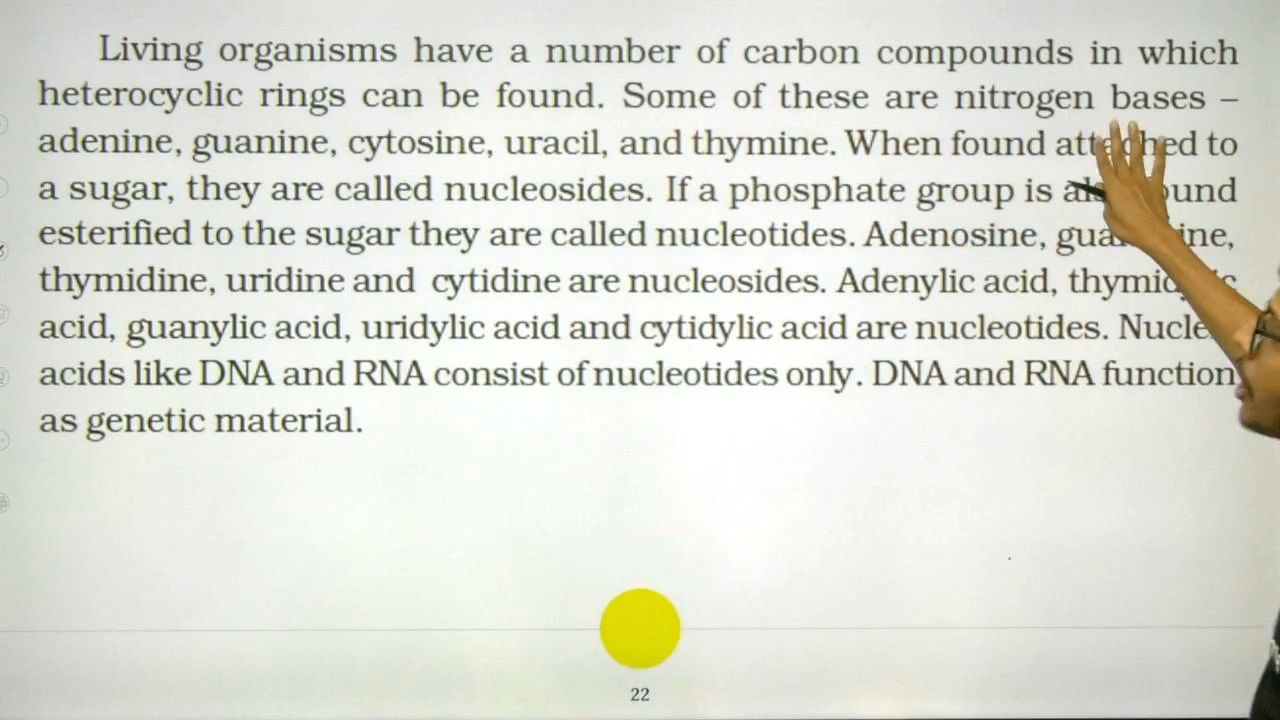 Living organisms have a number of carbon compounds in which
heterocyclic rings can be found. Some of these are nitrogen bases –
adenine, guanine, cytosine, uracil, and thymine. When found attached to
a sugar, they are called nucleosides. If a phosphate group is
esterified to the sugar they are called nucleotides. Adenosine,
thymidine, uridine and cytidine are nucleosides. Adenylic acid,
acid, guanylic acid, uridylic acid and cytidylic acid are nucleotides.
acids like DNA and RNA consist of nucleotides only. DNA and RNA function
as genetic material.
22